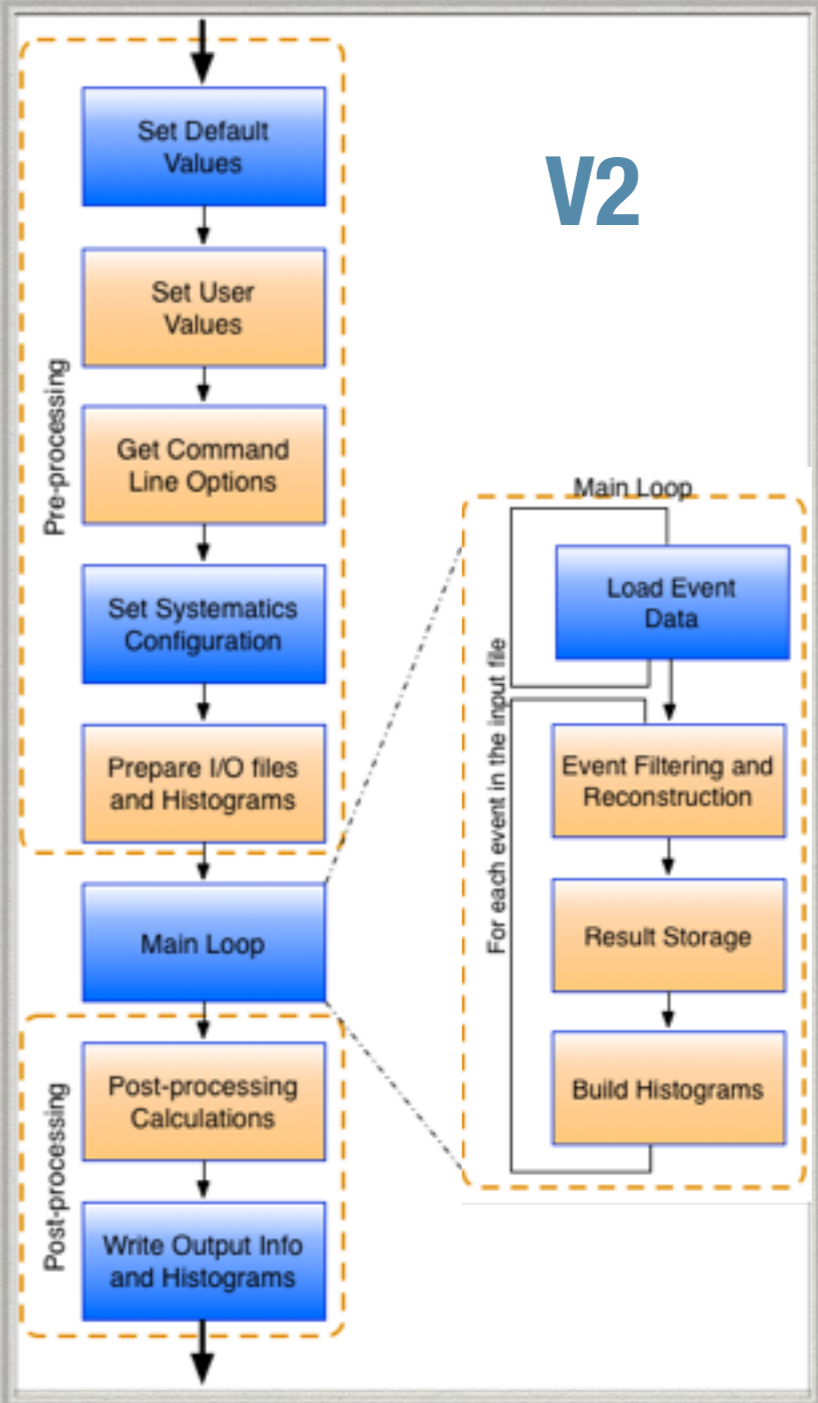 V2
Pre-processing
Set Default
Values
Set User
Values
Get Command
Line Options
Set Systematics
Configuration
Prepare I/O files
and Histograms
Main Loop
Post-processing
Post-processing
Calculations
Write Output Info
and Histograms
Main Loop
For each event in the input file
Load Event
Data
Event Filtering and
Reconstruction
Result Storage
Build Histograms